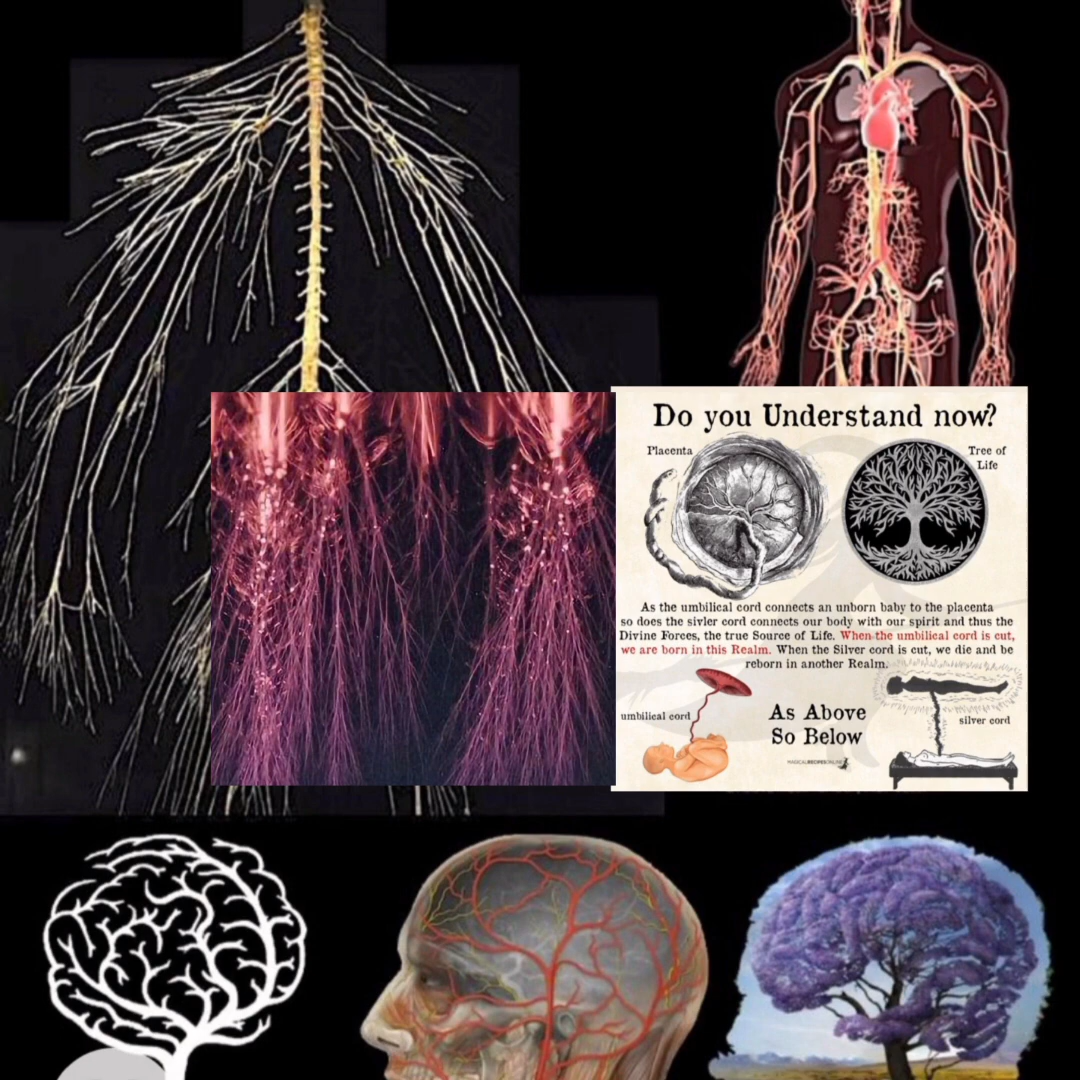 Do you Understand now?
Placenta
Tree of
Life
As the umbilical cord connects an unborn baby to the placenta
so does the sivler cord connects our body with our spirit and thus the
Divine Forces, the true Source of Life. When the umbilical cord is cut,
we are born in this Realm. When the Silver cord is cut, we die and be
reborn in another Realm.
umbilical cord
As Above
So Below
silver cord
MAGICALRECIPESONLINE